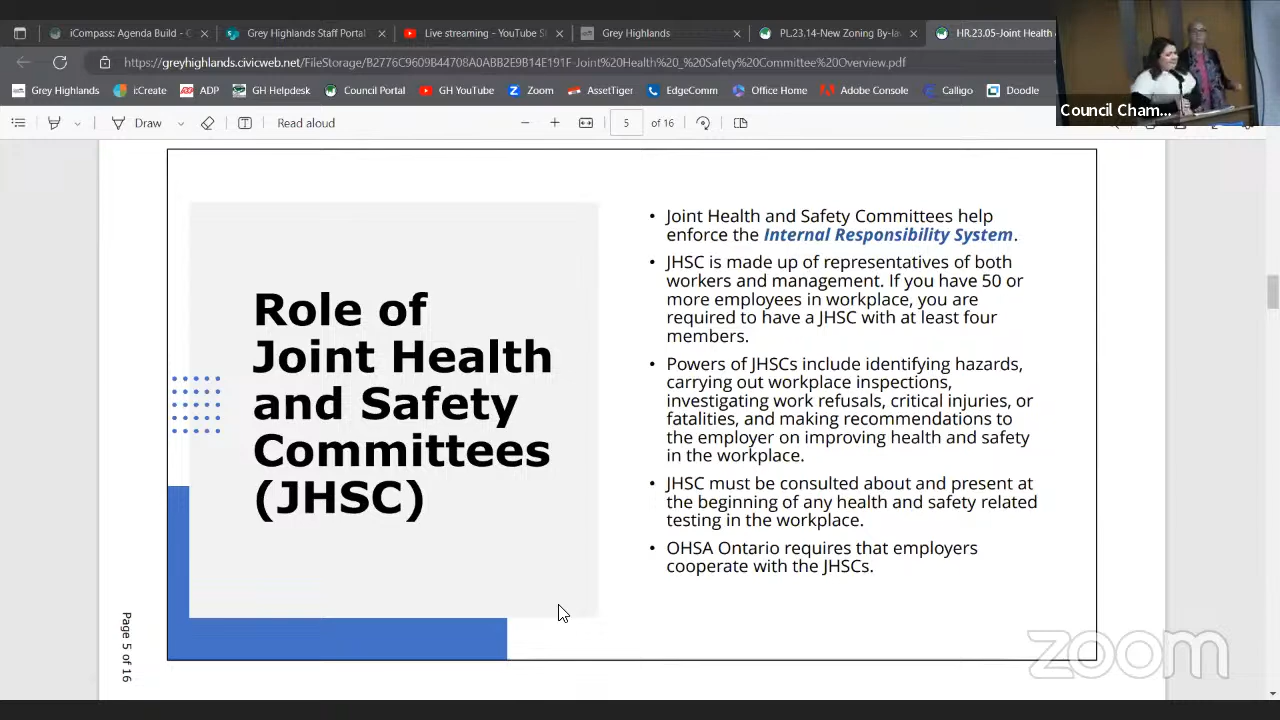 iCompass: Agenda Build - C
Grey Highlands Staff Portal
Live streaming - YouTube S
Grey Highlands
PL.23.14-New Zoning By-la
HR.23.05-Joint Health
https://greyhighlands.civicweb.net/FileStorage/B2776C9609B44709A0ABB2E9B14E191F-Joint%20Health%20_%20Safety%20Committee%20Overview.pdf
Grey Highlands
iCreate
ADP
GH Helpdesk
Council Portal
GH YouTube
Zoom
AssetTiger
EdgeComm
Office Home
Adobe Console
Calligo
Doodle
Council Cham...
Draw
Read aloud
5
of 16
Role of
Joint Health
and Safety
Committees
(JHSC)
• Joint Health and Safety Committees help
enforce the Internal Responsibility System.
• JHSC is made up of representatives of both
workers and management. If you have 50 or
more employees in workplace, you are
required to have a JHSC with at least four
members.
• Powers of JHSCs include identifying hazards,
carrying out workplace inspections,
investigating work refusals, critical injuries, or
fatalities, and making recommendations to
the employer on improving health and safety
in the workplace.
• JHSC must be consulted about and present at
the beginning of any health and safety related
testing in the workplace.
• OHSA Ontario requires that employers
cooperate with the JHSCs.
Page 5 of 16
zoom